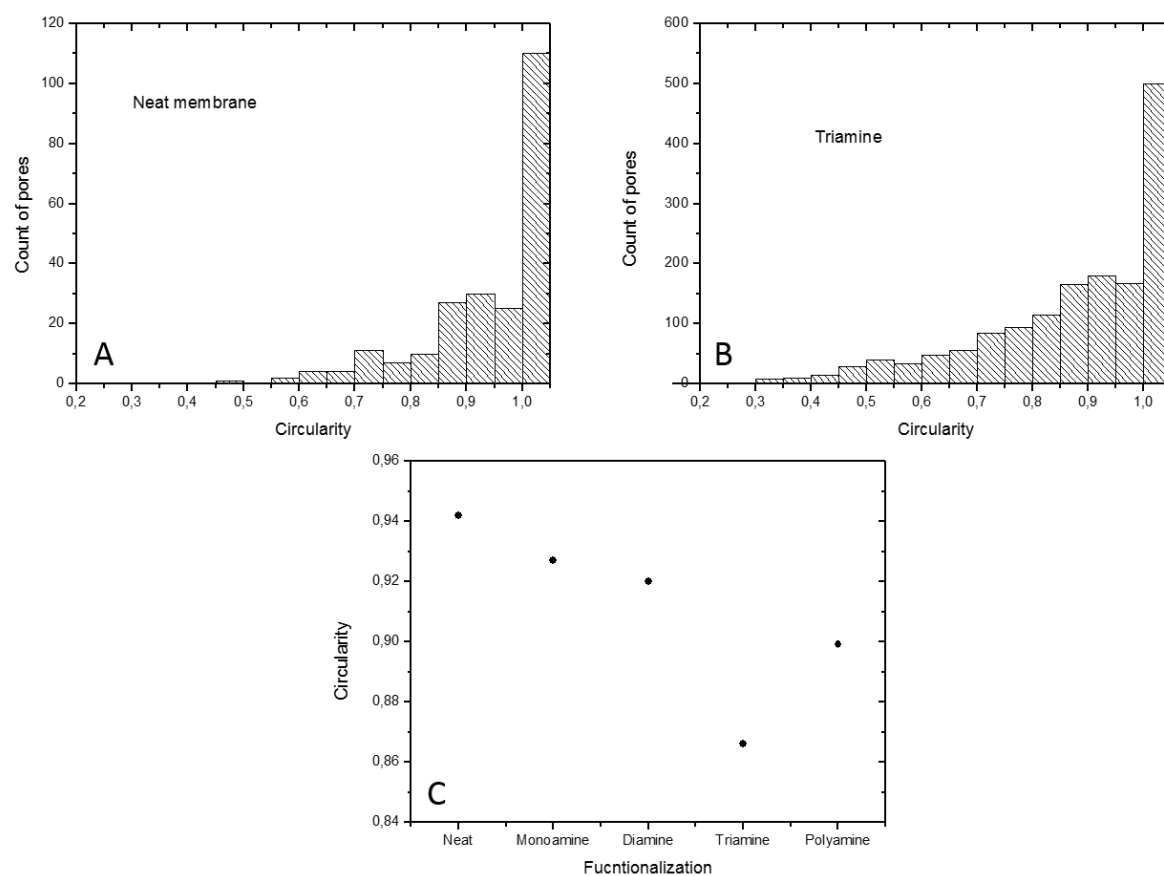 120
100
80
60
40
20
0
Count of pores
Neat membrane
A
0,2 0,3 0,4 0,5 0,6 0,7 0,8 0,9 1,0
Circularity
600
500
400
300
200
100
0
Count of pores
Triamine
B
0,2 0,3 0,4 0,5 0,6 0,7 0,8 0,9 1,0
Circularity
0,96
0,94
0,92
0,90
0,88
0,86
0,84
Circularity
C
Neat Monoamine Diamine Triamine Polyamine
Fucntionalization